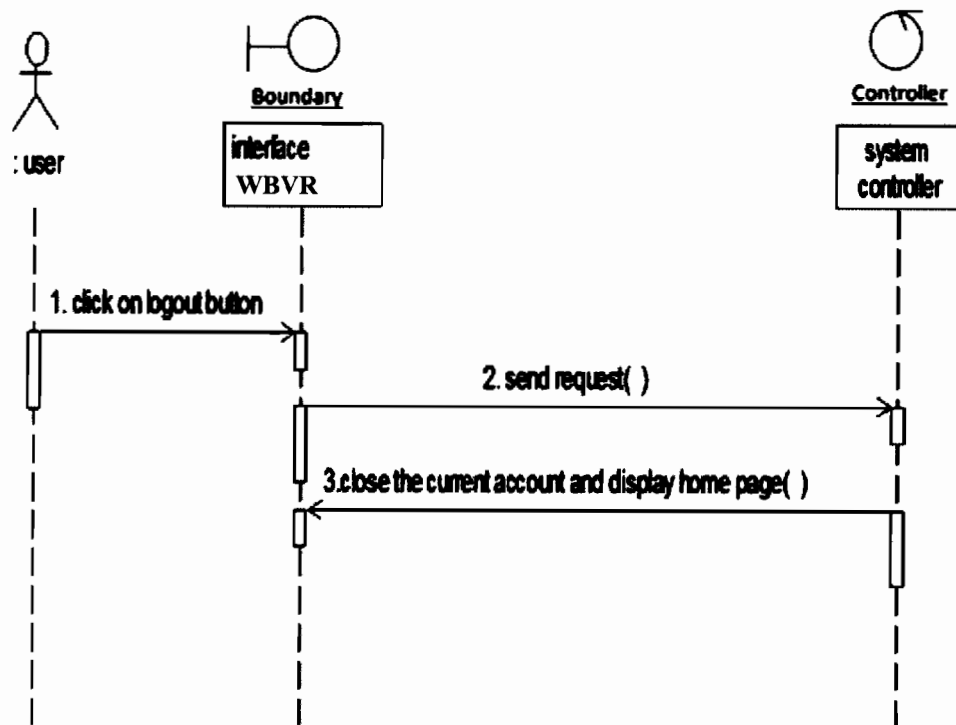 Boundary
Controller
: user
interface
WBVR
system
controller
1. click on logout button
2. send request( )
3.close the current account and display home page( )